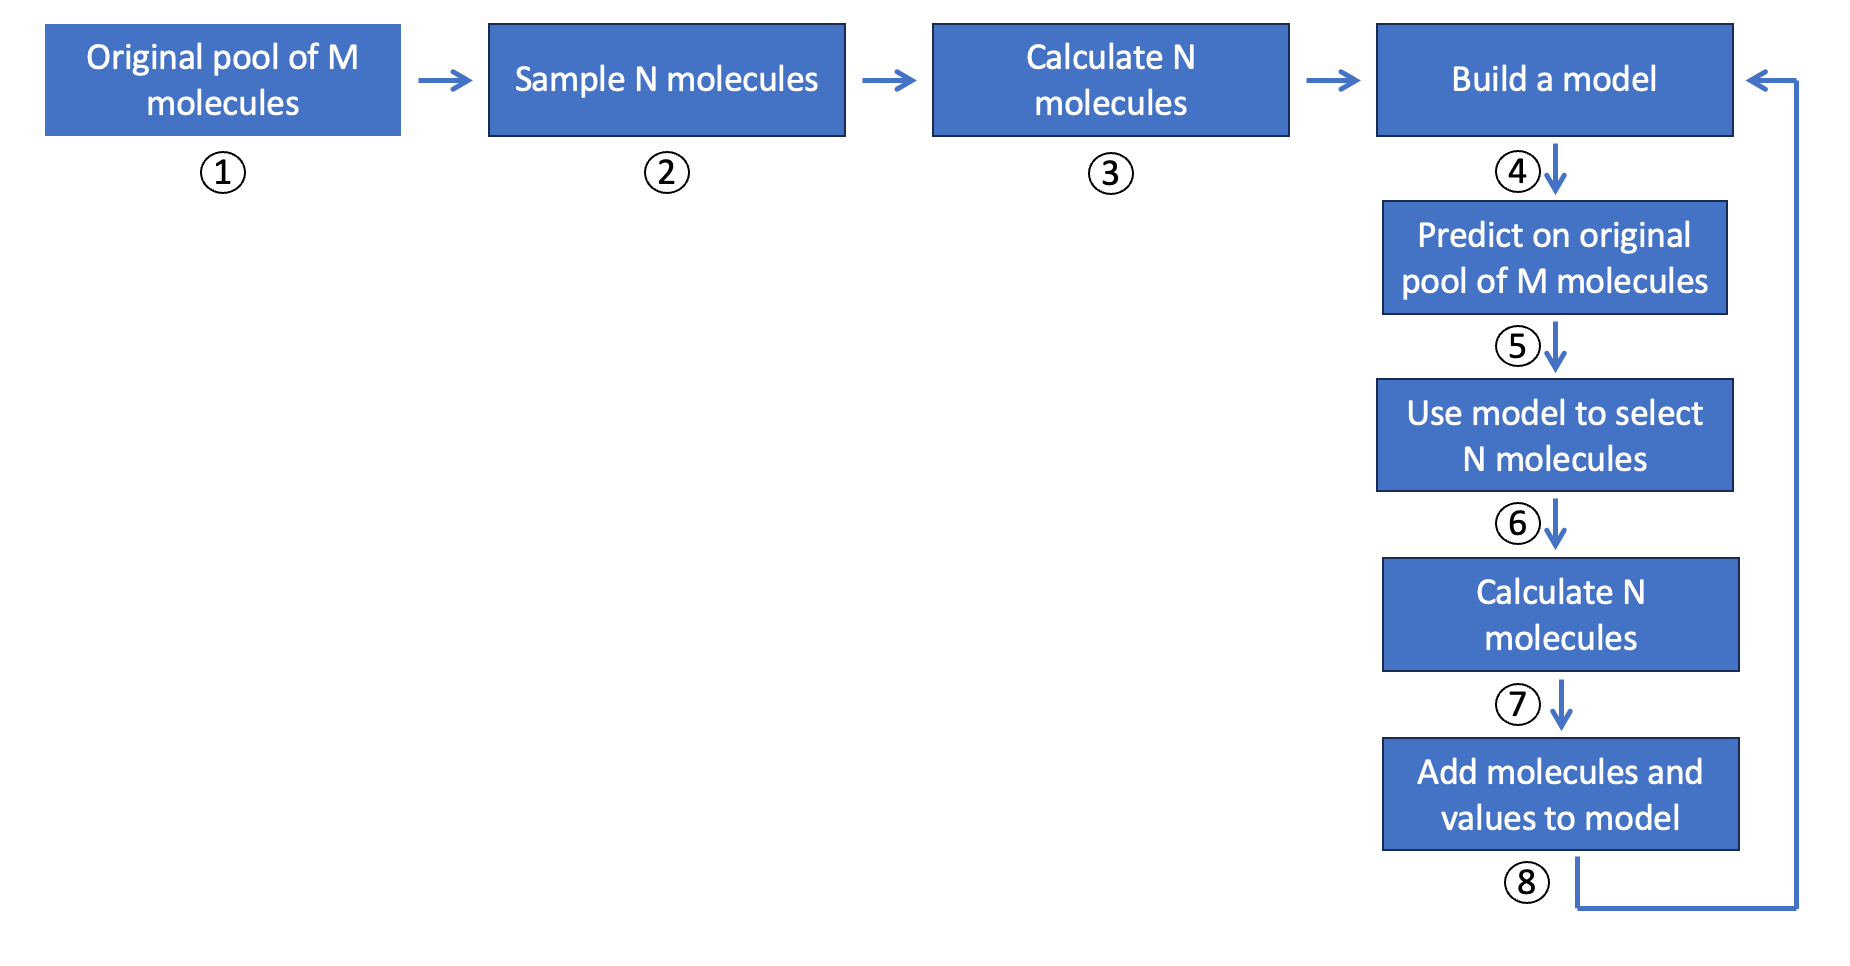 Original pool of M
molecules
①
Sample N molecules
②
Calculate N
molecules
③
Build a model
④
Predict on original
pool of M molecules
⑤
Use model to select
N molecules
⑥
Calculate N
molecules
⑦
Add molecules and
values to model
⑧